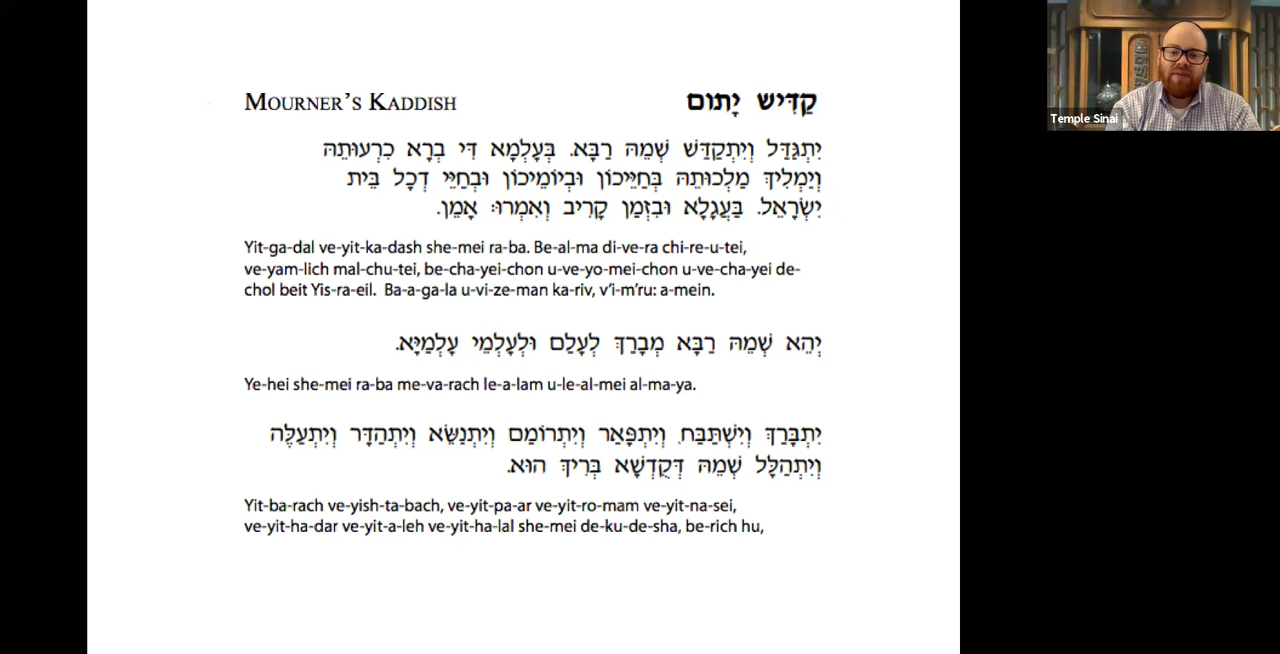 MOURNER'S KADDISH קַדִּישׁ יָתוֹם
יִתְגַּדַּל וְיִתְקַדַּשׁ שְׁמֵהּ רַבָּא. בְּעָלְמָא דִּי בְרָא כִרְעוּתֵהּ
וְיַמְלִיךְ מַלְכוּתֵהּ בְּחַיֵּיכוֹן וּבְיוֹמֵיכוֹן וּבְחַיֵּי דְכָל בֵּית
יִשְׂרָאֵל. בַּעֲגָלָא וּבִזְמַן קָרִיב וְאִמְרוּ: אָמֵן.
Yit-ga-dal ve-yit-ka-dash she-mei ra-ba. Be-al-ma di-ve-ra chi-re-u-tei,
ve-yam-lich mal-chu-tei, be-cha-yei-chon u-ve-yo-mei-chon u-ve-cha-yei de-
chol beit Yis-ra-eil. Ba-a-ga-la u-vi-ze-man ka-riv, v'i-m'ru: a-mein.
יְהֵא שְׁמֵהּ רַבָּא מְבָרַךְ לְעָלַם וּלְעָלְמֵי עָלְמַיָּא.
Ye-hei she-mei ra-ba me-va-rach le-a-lam u-le-al-mei al-ma-ya.
יִתְבָּרַךְ וְיִשְׁתַּבַּח, וְיִתְפָּאַר וְיִתְרוֹמַם וְיִתְנַשֵּׂא וְיִתְהַדָּר וְיִתְעַלֶּה
וְיִתְהַלָּל שְׁמֵהּ דְּקֻדְשָׁא בְּרִיךְ הוּא.
Yit-ba-rach ve-yish-ta-bach, ve-yit-pa-ar ve-yit-ro-mam ve-yit-na-sei,
ve-yit-ha-dar ve-yit-a-leh ve-yit-ha-lal she-mei de-ku-de-sha, be-rich hu,
Temple Sinai